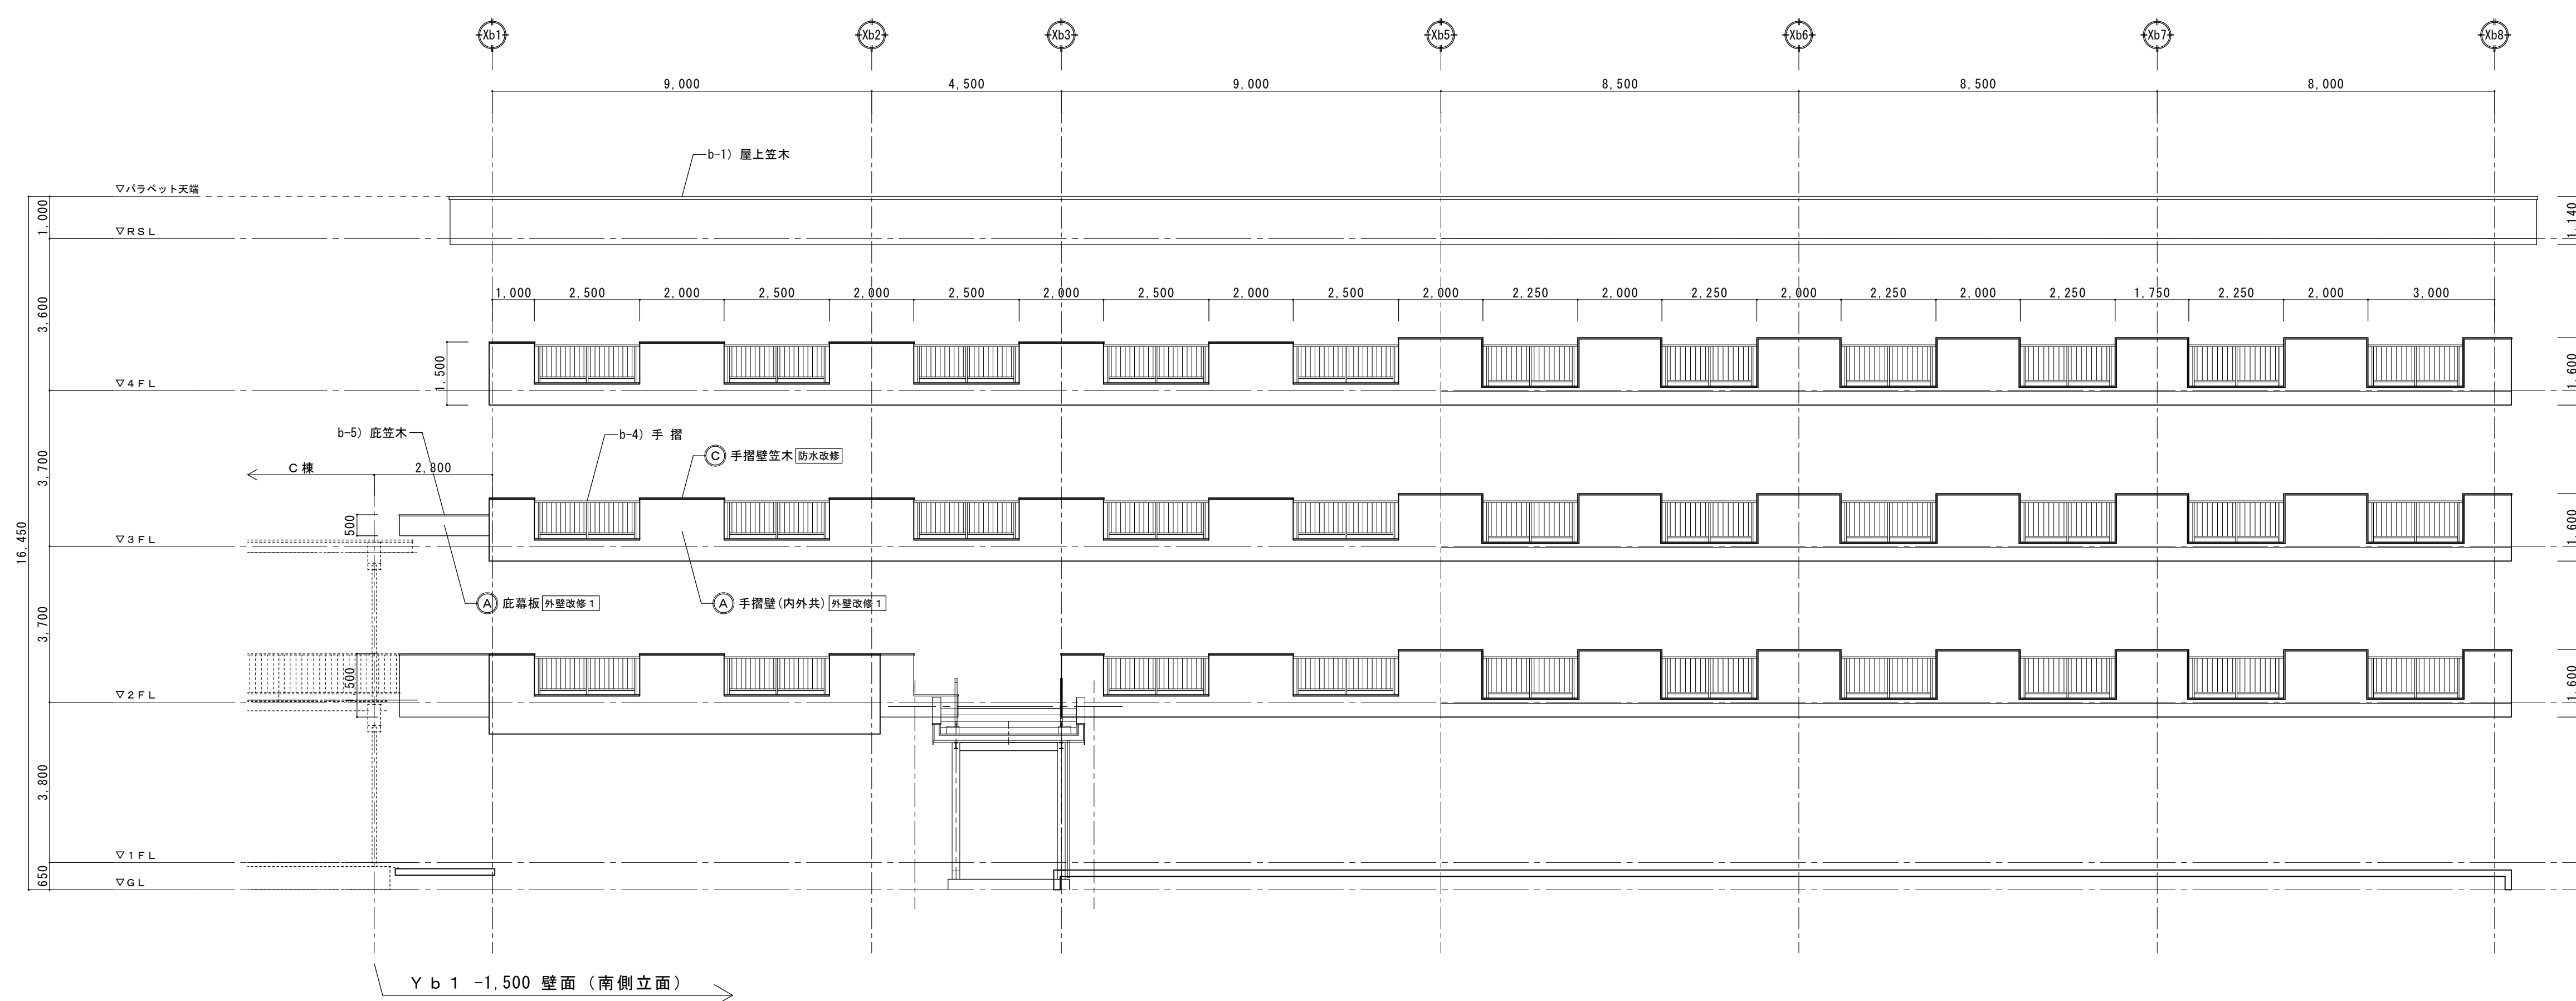 Xb1 Xb2 Xb3 Xb5 Xb6 Xb7 Xb8
9,000 4,500 9,000 8,500 8,500 8,000
b-1) 屋上笠木
▽パラペット天端
1,000
1,140
▽RSL
1,000 2,500 2,000 2,500 2,000 2,500 2,000 2,500 2,000 2,500 2,000 2,250 2,000 2,250 2,000 2,250 2,000 2,250 1,750 2,250 2,000 3,000
3,600
1,500
1,600
▽4FL
b-5) 庇笠木
b-4) 手 摺
C 手摺壁笠木 防水改修
C棟
2,800
3,700
500
1,600
16,450
▽3FL
A 庇幕板 外壁改修1
A 手摺壁(内外共) 外壁改修1
3,700
500
1,600
▽2FL
3,800
▽1FL
650
▽GL
Yb1 -1,500 壁面 (南側立面)